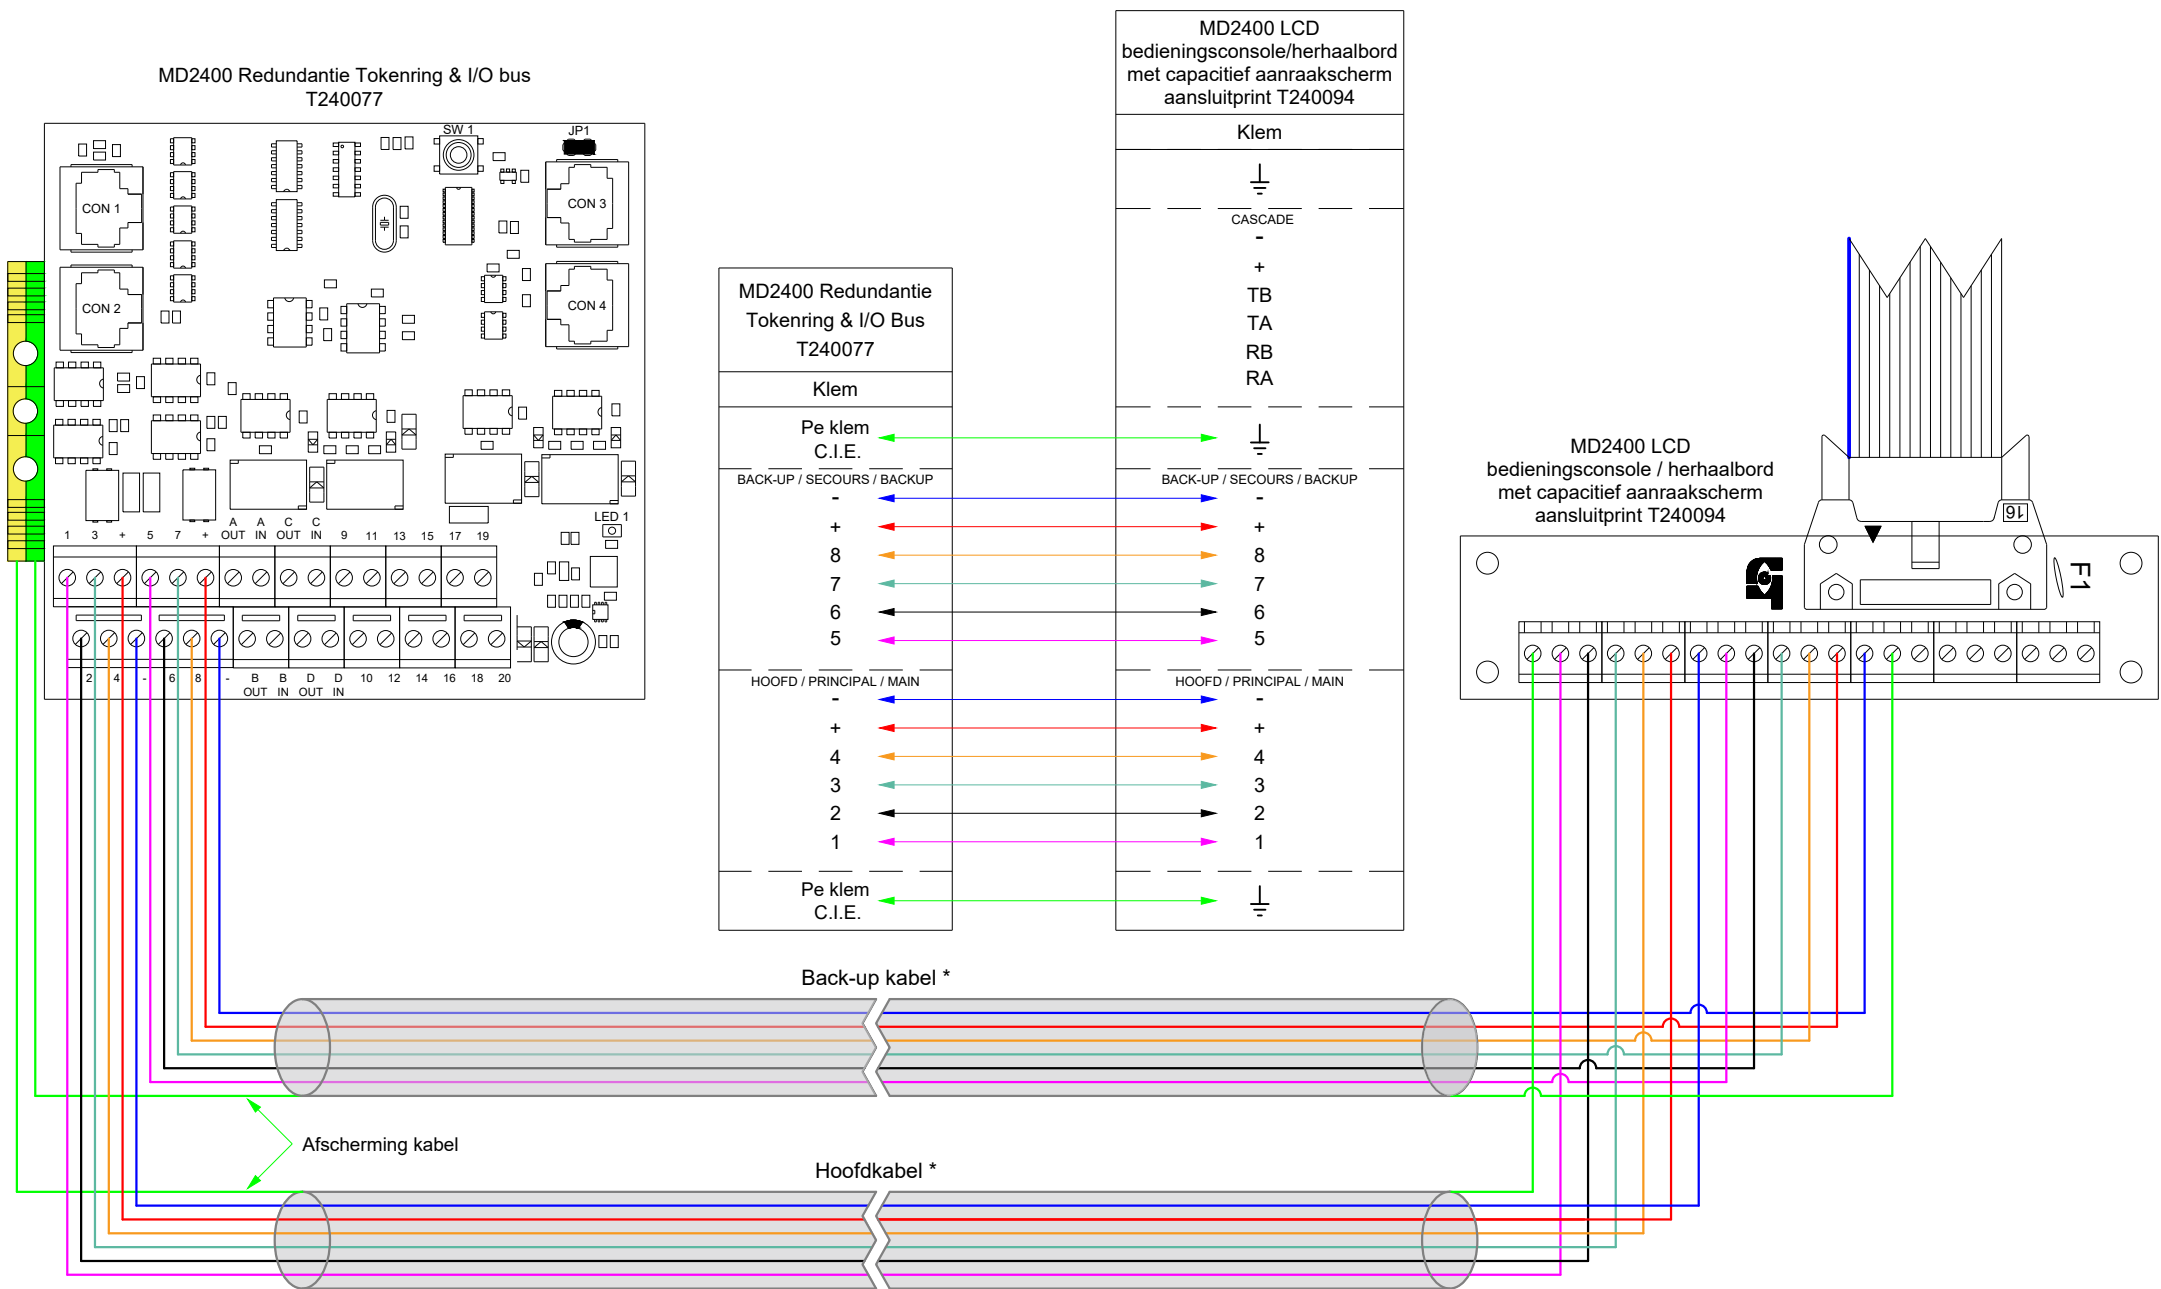 MD2400 Redundantie Tokenring & I/O bus
T240077
SW 1
JP1
CON 1
CON 3
CON 2
CON 4
LED 1
A A C C
1 3 + 5 7 + OUT IN OUT IN 9 11 13 15 17 19
2 4 - 6 8 - B B D D 10 12 14 16 18 20
OUT IN OUT IN
MD2400 Redundantie
Tokenring & I/O Bus
T240077
Klem
Pe klem
C.I.E.
BACK-UP / SECOURS / BACKUP
-
+
8
7
6
5
HOOFD / PRINCIPAL / MAIN
-
+
4
3
2
1
Pe klem
C.I.E.
MD2400 LCD
bedieningsconsole/herhaalbord
met capacitief aanraakscherm
aansluitprint T240094
Klem
CASCADE
-
+
TB
TA
RB
RA
BACK-UP / SECOURS / BACKUP
-
+
8
7
6
5
HOOFD / PRINCIPAL / MAIN
-
+
4
3
2
1
MD2400 LCD
bedieningsconsole / herhaalbord
met capacitief aanraakscherm
aansluitprint T240094
16
F1
Back-up kabel *
Afscherming kabel
Hoofdkabel *